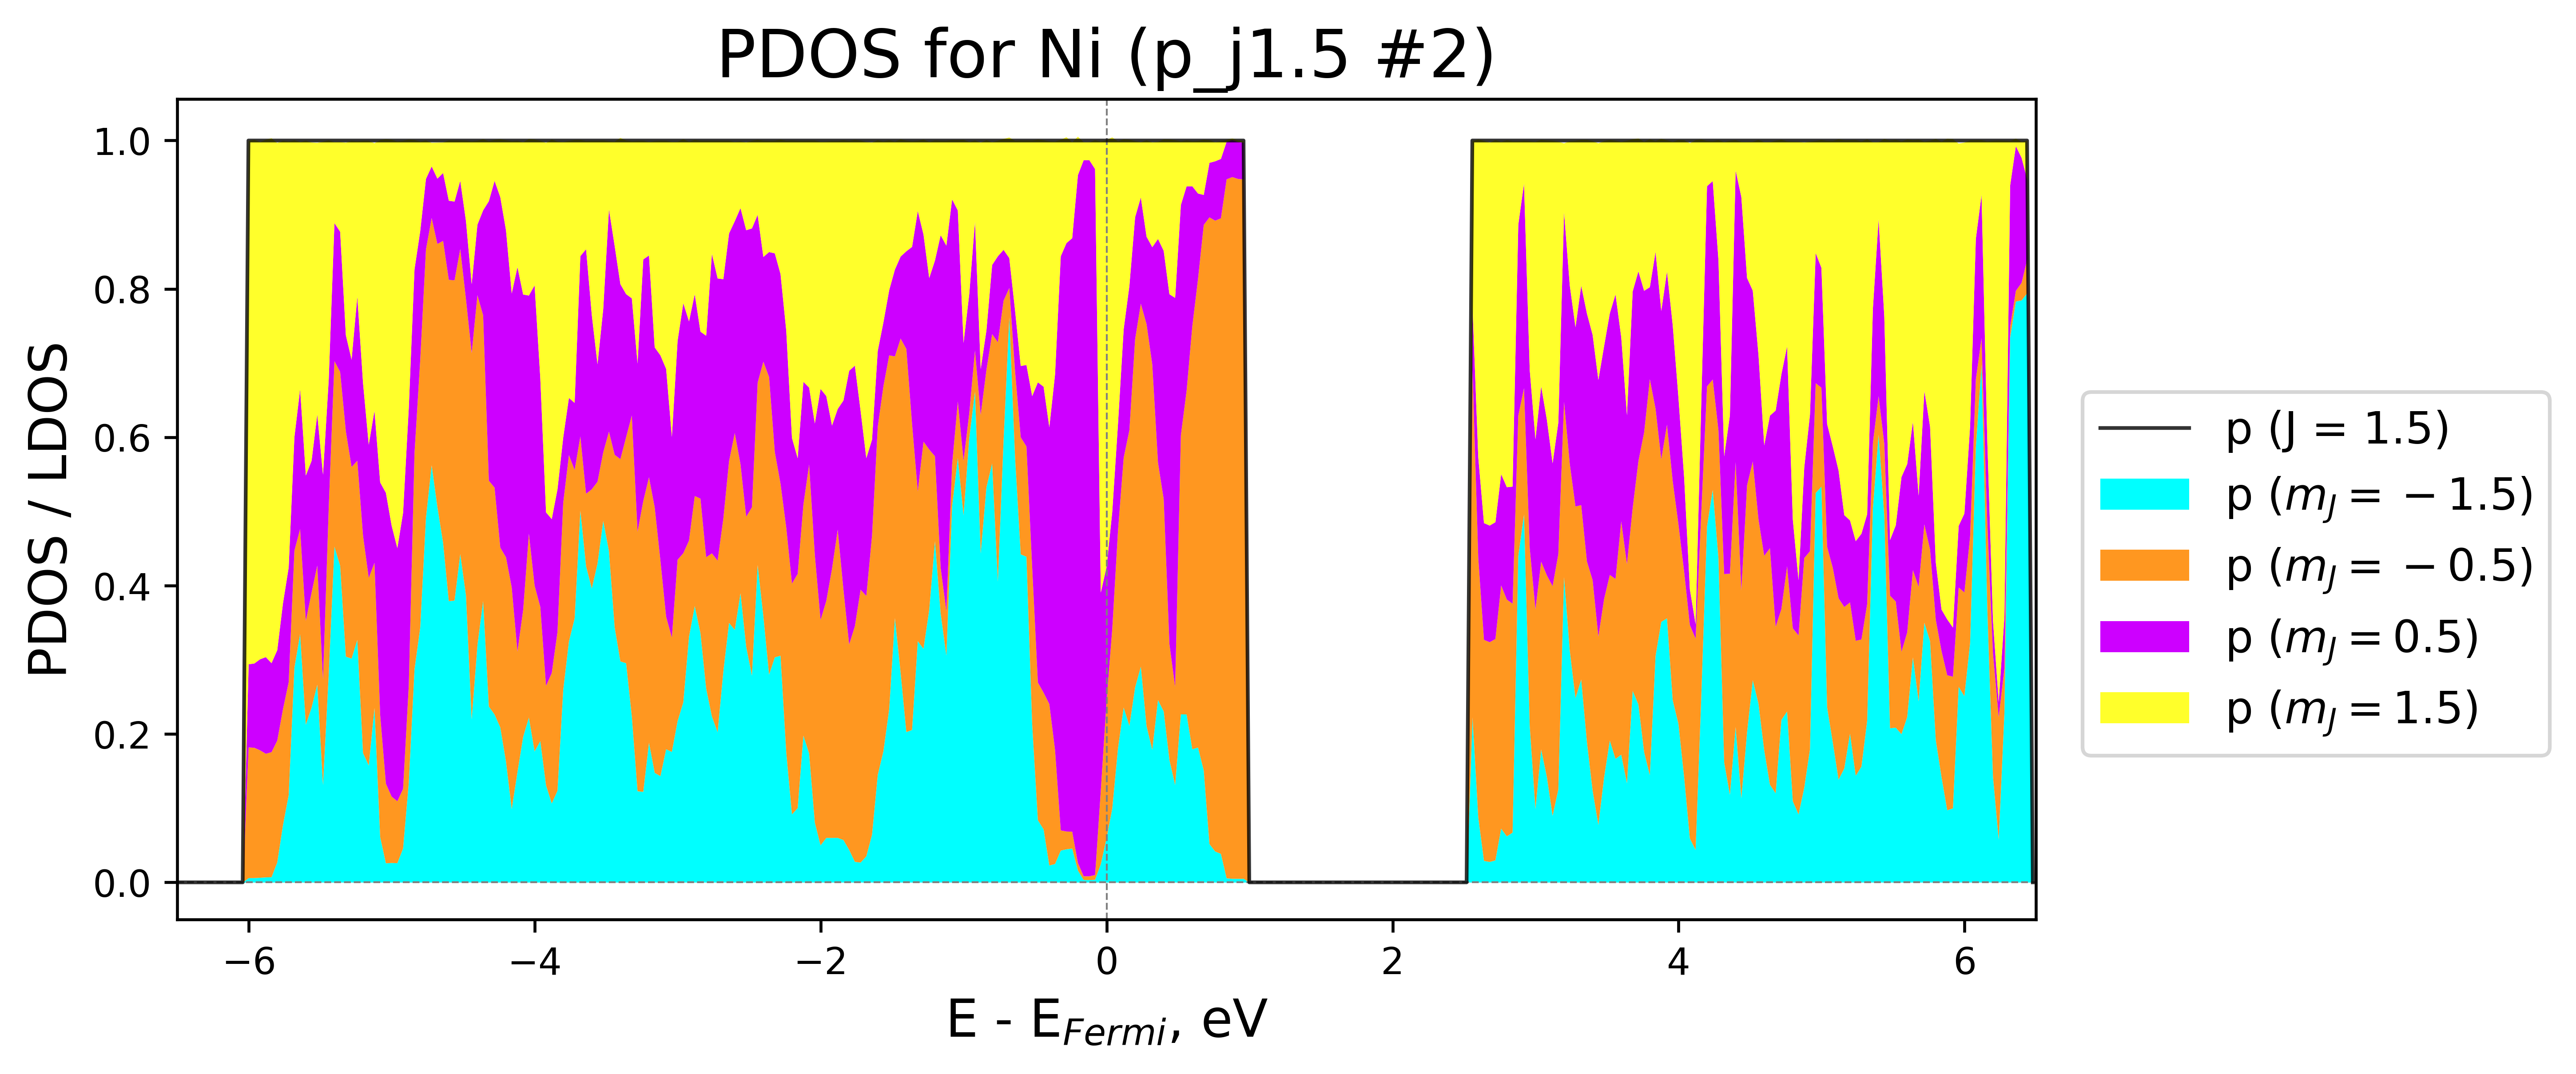 PDOS for Ni (p_j1.5 #2)
PDOS / LDOS
1.0
0.8
0.6
0.4
0.2
0.0
−6 −4 −2 0 2 4 6
E - E_Fermi, eV
p (J = 1.5)
p (m_J = −1.5)
p (m_J = −0.5)
p (m_J = 0.5)
p (m_J = 1.5)